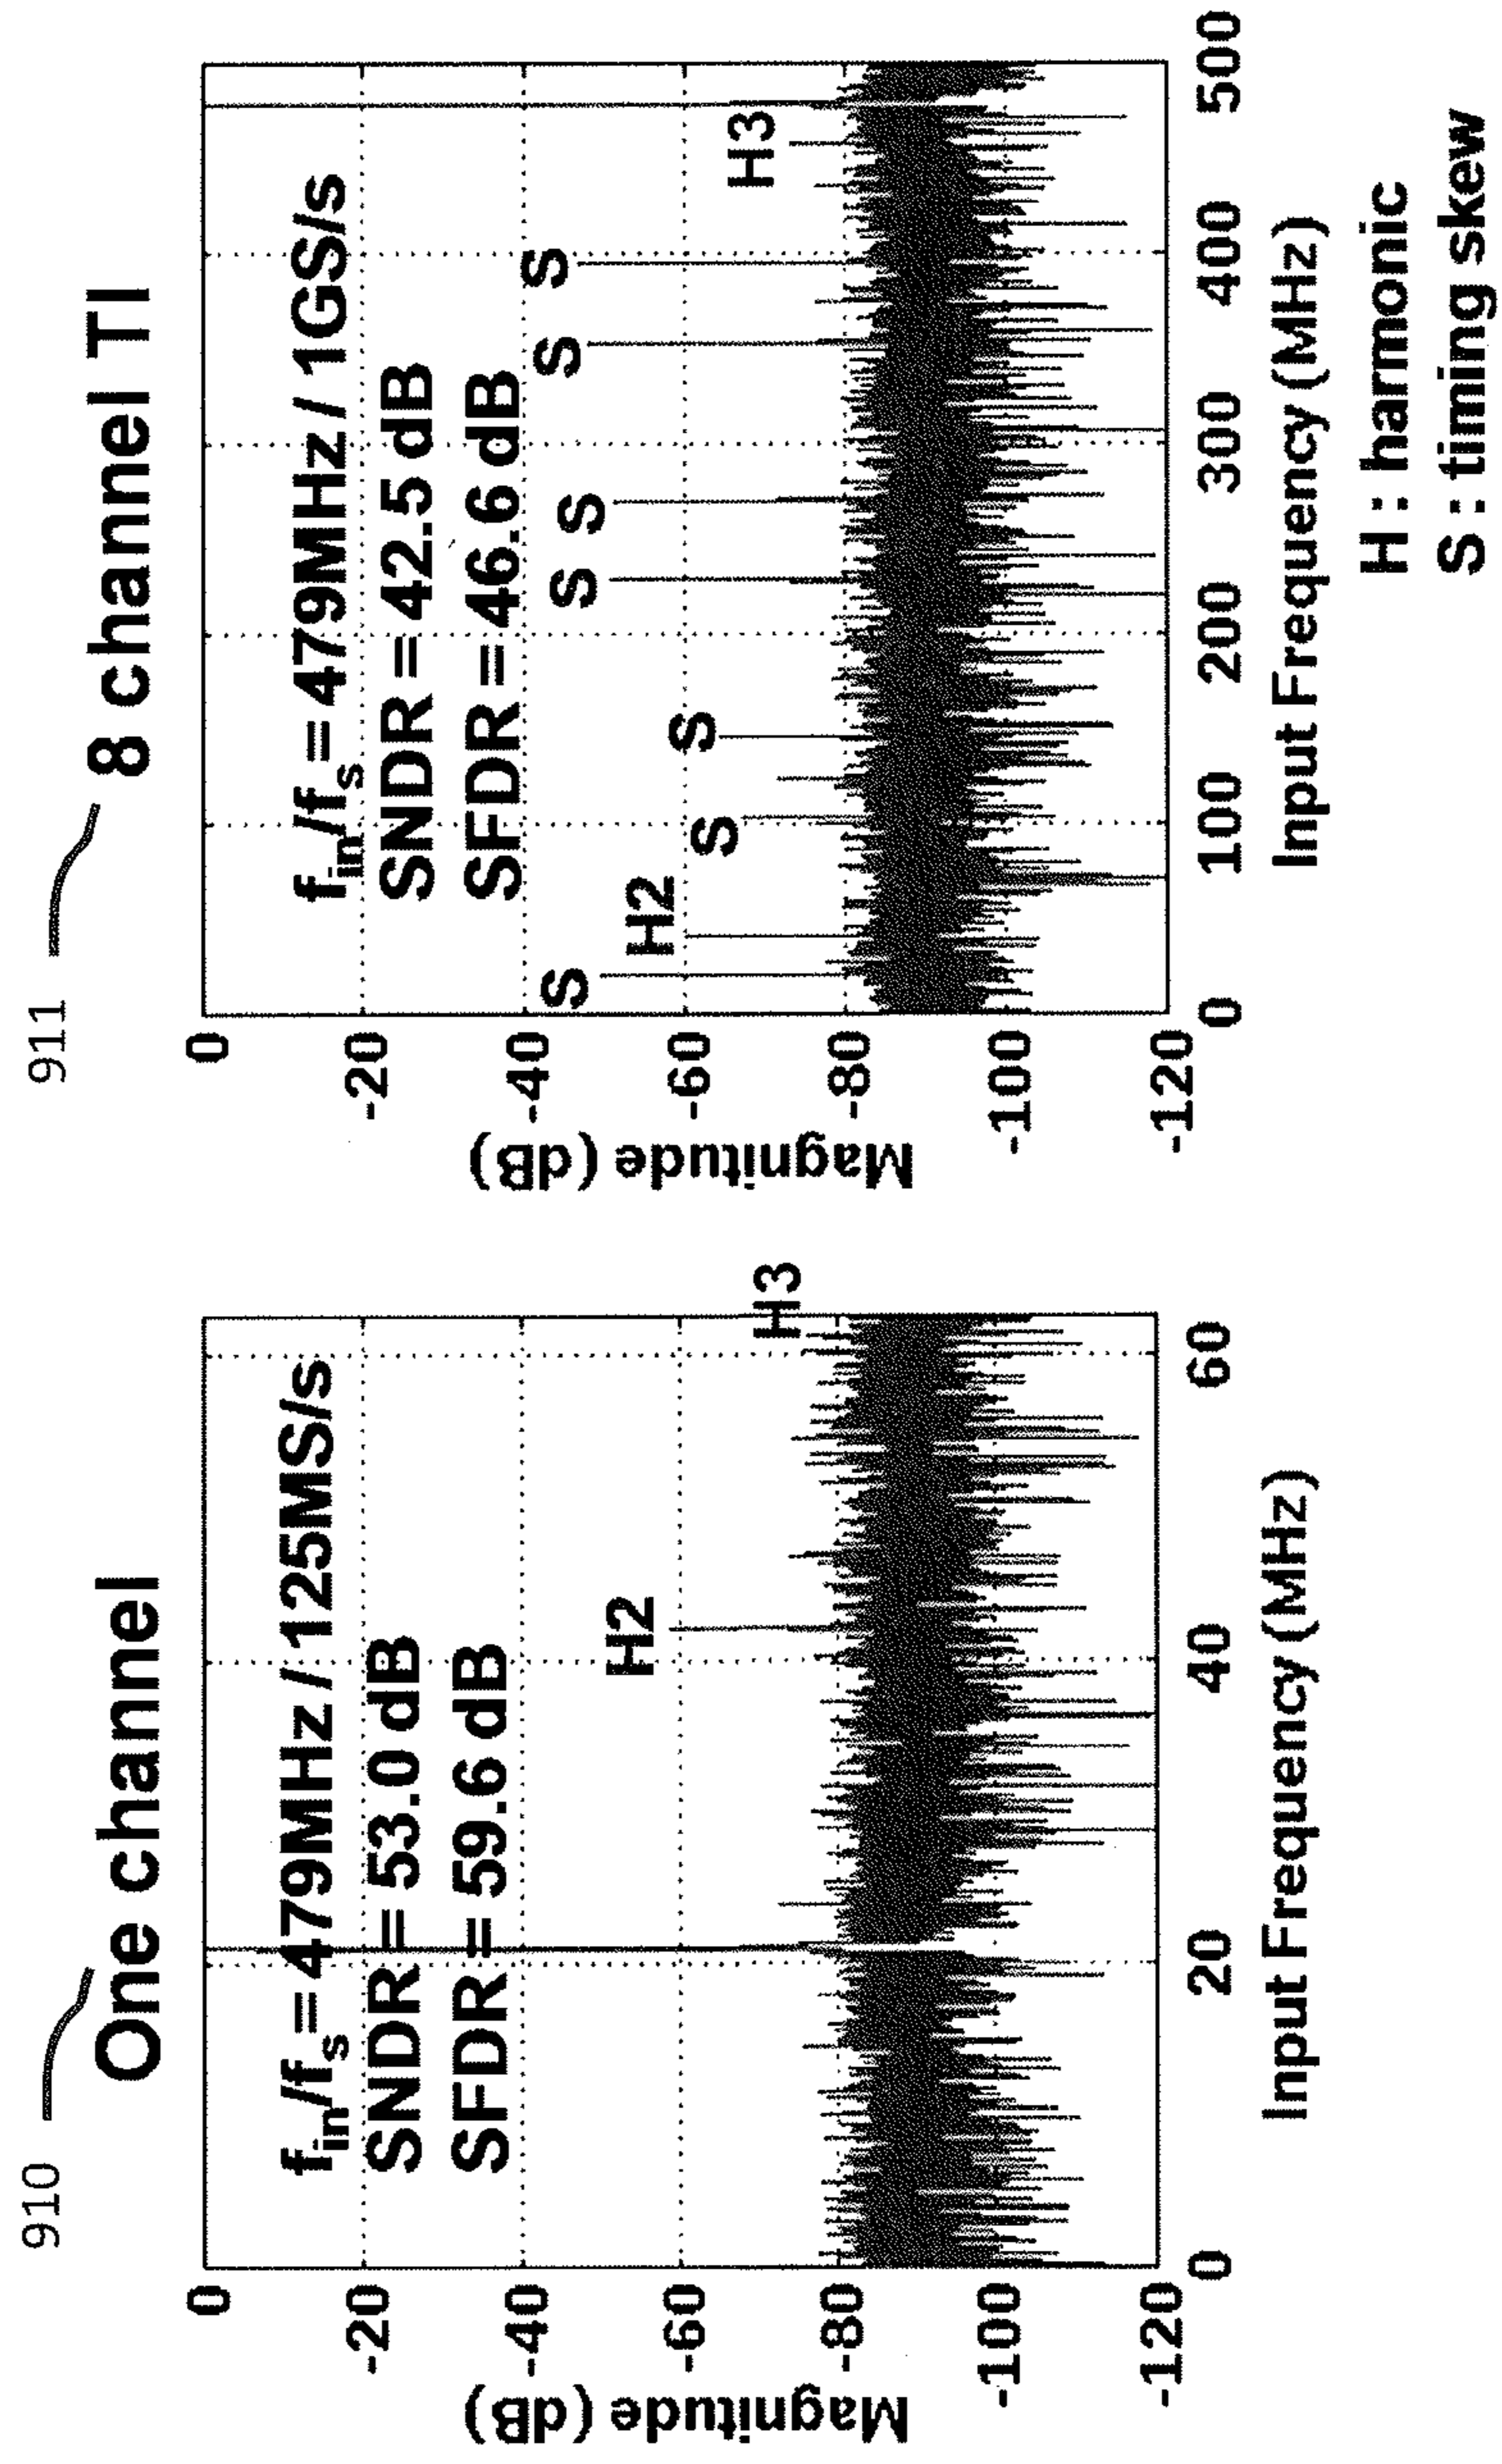 910
One channel
f_in/f_s = 479MHz / 125MS/s
SNDR = 53.0 dB
SFDR = 59.6 dB
H2
H3
0
-20
-40
-60
-80
-100
-120
Magnitude (dB)
0
20
40
60
Input Frequency (MHz)
911
8 channel TI
f_in/f_s = 479MHz / 1GS/s
SNDR = 42.5 dB
SFDR = 46.6 dB
S
H2
S
S
S
S
S
S
H3
0
-20
-40
-60
-80
-100
-120
Magnitude (dB)
0
100
200
300
400
500
Input Frequency (MHz)
H : harmonic
S : timing skew